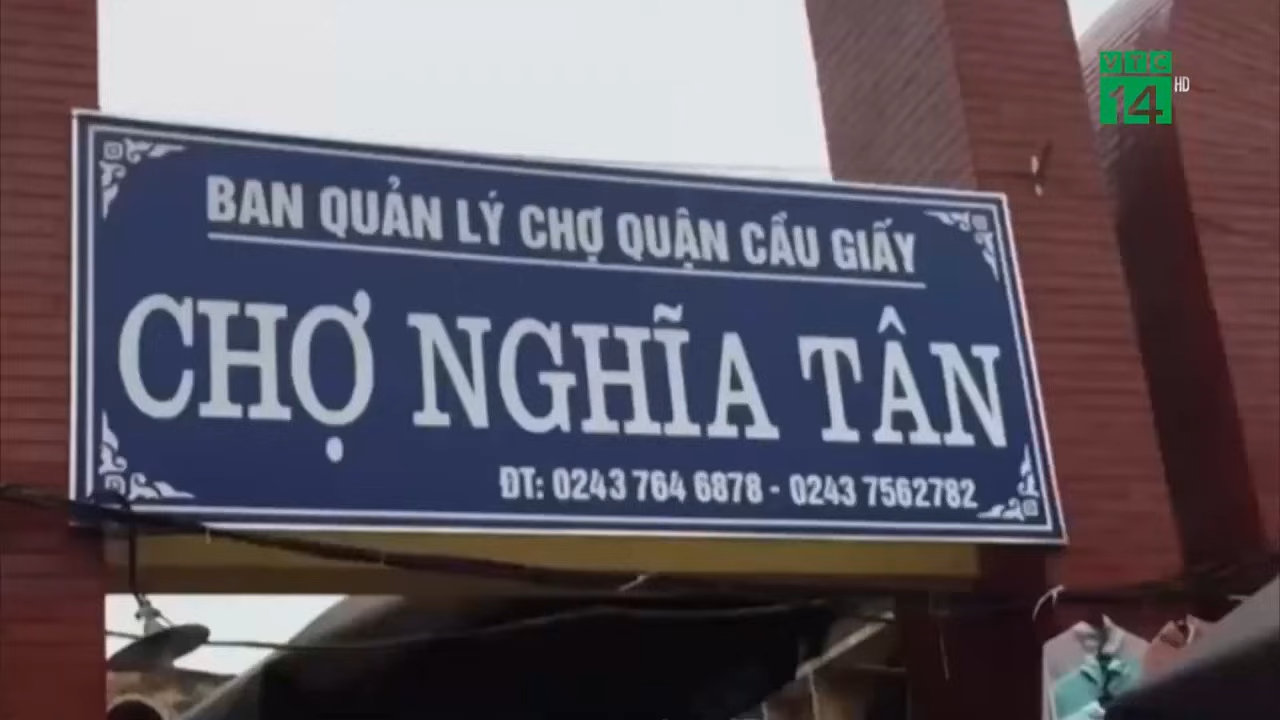 VTC
14 HD
BAN QUẢN LÝ CHỢ QUẬN CẦU GIẤY
CHỢ NGHĨA TÂN
ĐT: 0243 764 6878 - 0243 7562782